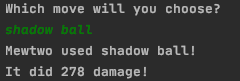 Which move will you choose?
shadow ball
Mewtwo used shadow ball!
It did 278 damage!